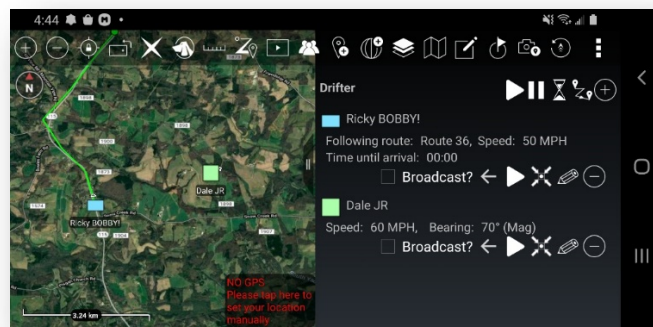 4:44
N
Drifter
Ricky BOBBY!
Following route: Route 36, Speed: 50 MPH
Time until arrival: 00:00
Broadcast?
Dale JR
Speed: 60 MPH, Bearing: 70° (Mag)
Broadcast?
Dale JR
Ricky BOBBY!
NO GPS
Please tap here to
set your location
manually
3.24 km